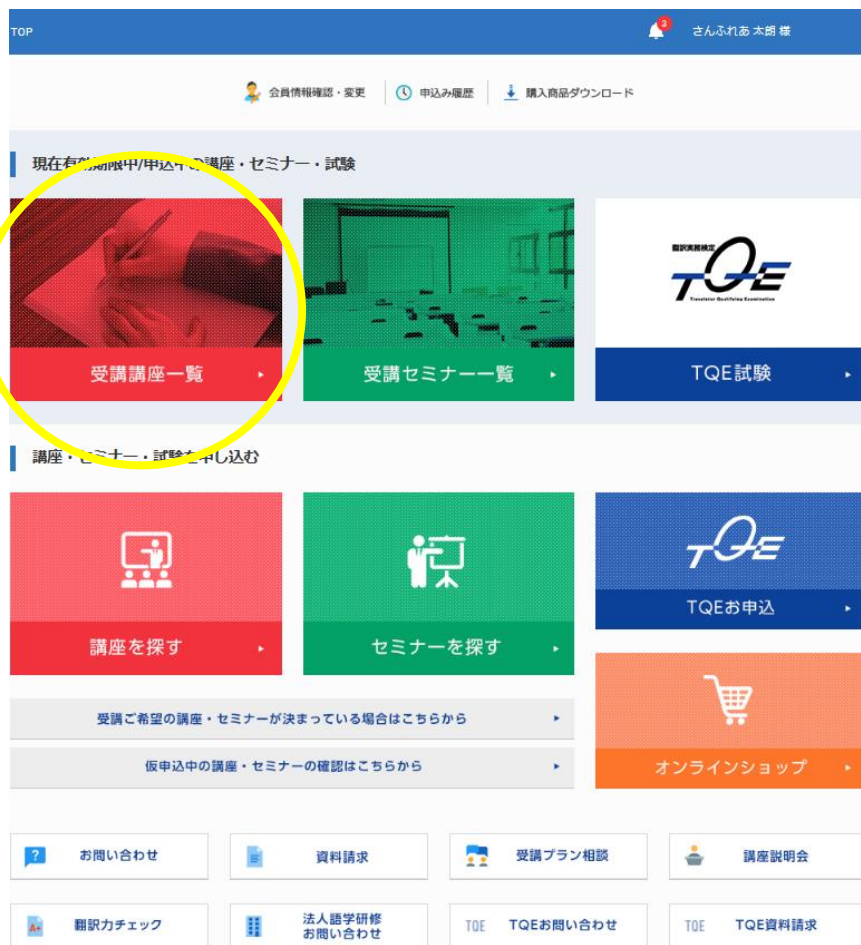 TOP
3
さんふれあ 太朗 様
会員情報確認・変更
申込み履歴
購入商品ダウンロード
現在有効期限中/申込中の講座・セミナー・試験
翻訳実務検定
TQE
Translator Qualifying Examination
受講講座一覧
受講セミナー一覧
TQE試験
講座・セミナー・試験を申し込む
TQE
TQEお申込
講座を探す
セミナーを探す
受講ご希望の講座・セミナーが決まっている場合はこちらから
仮申込中の講座・セミナーの確認はこちらから
オンラインショップ
?
お問い合わせ
資料請求
受講プラン相談
講座説明会
A+
翻訳力チェック
法人語学研修
お問い合わせ
TQE
TQEお問い合わせ
TQE
TQE資料請求